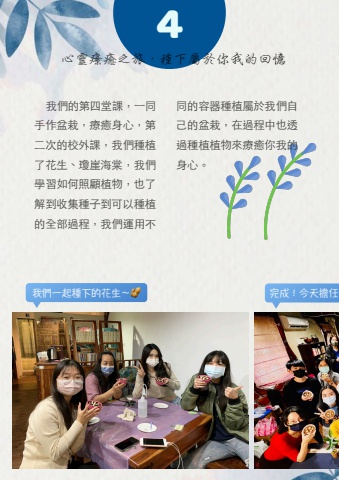 4
心靈療癒之旅-種下屬於你我的回憶
我們的第四堂課，一同
手作盆栽，療癒身心，第
二次的校外課，我們種植
了花生、瓊崖海棠，我們
學習如何照顧植物，也了
解到收集種子到可以種植
的全部過程，我們運用不
同的容器種植屬於我們自
己的盆栽，在過程中也透
過種植植物來療癒你我的
身心。
我們一起種下的花生~
完成！今天擔任